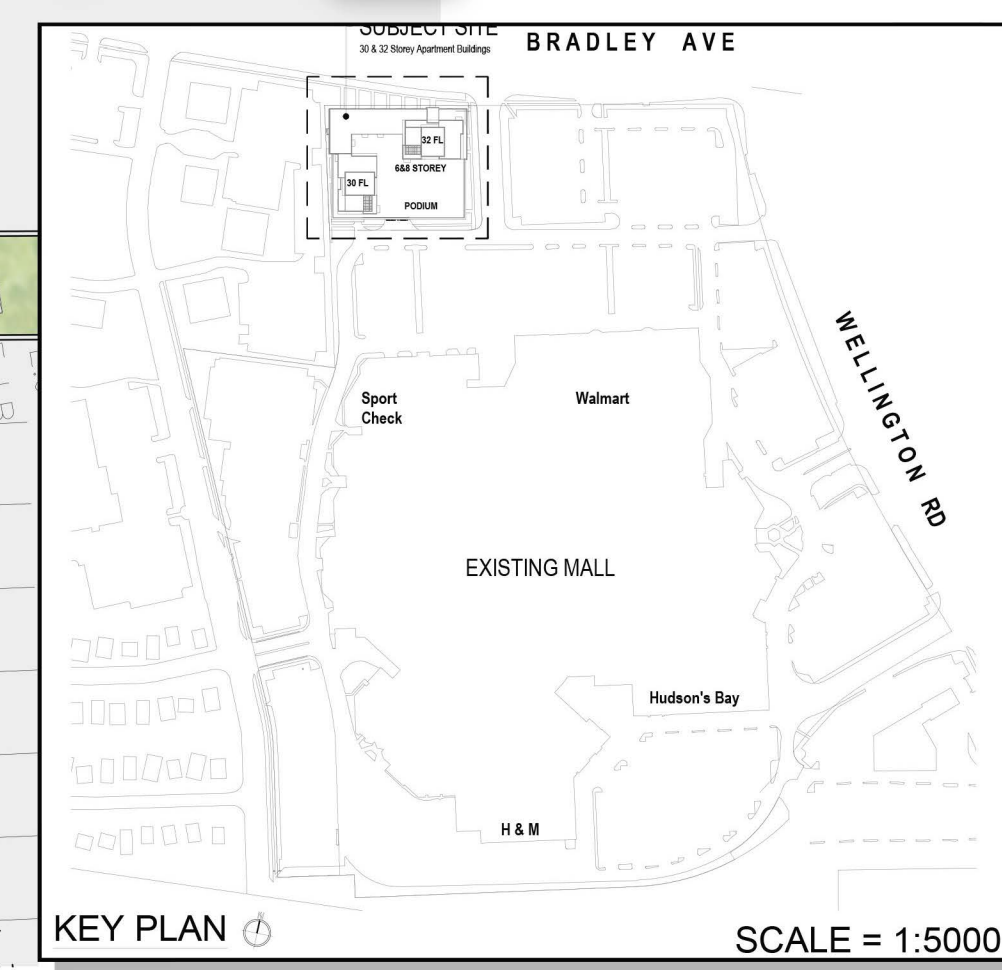 SUBJECT SITE
30 & 32 Storey Apartment Buildings
BRADLEY AVE
32 FL
6&8 STOREY
30 FL
PODIUM
WELLINGTON RD
Sport
Check
Walmart
EXISTING MALL
Hudson's Bay
H & M
KEY PLAN
N
SCALE = 1:5000